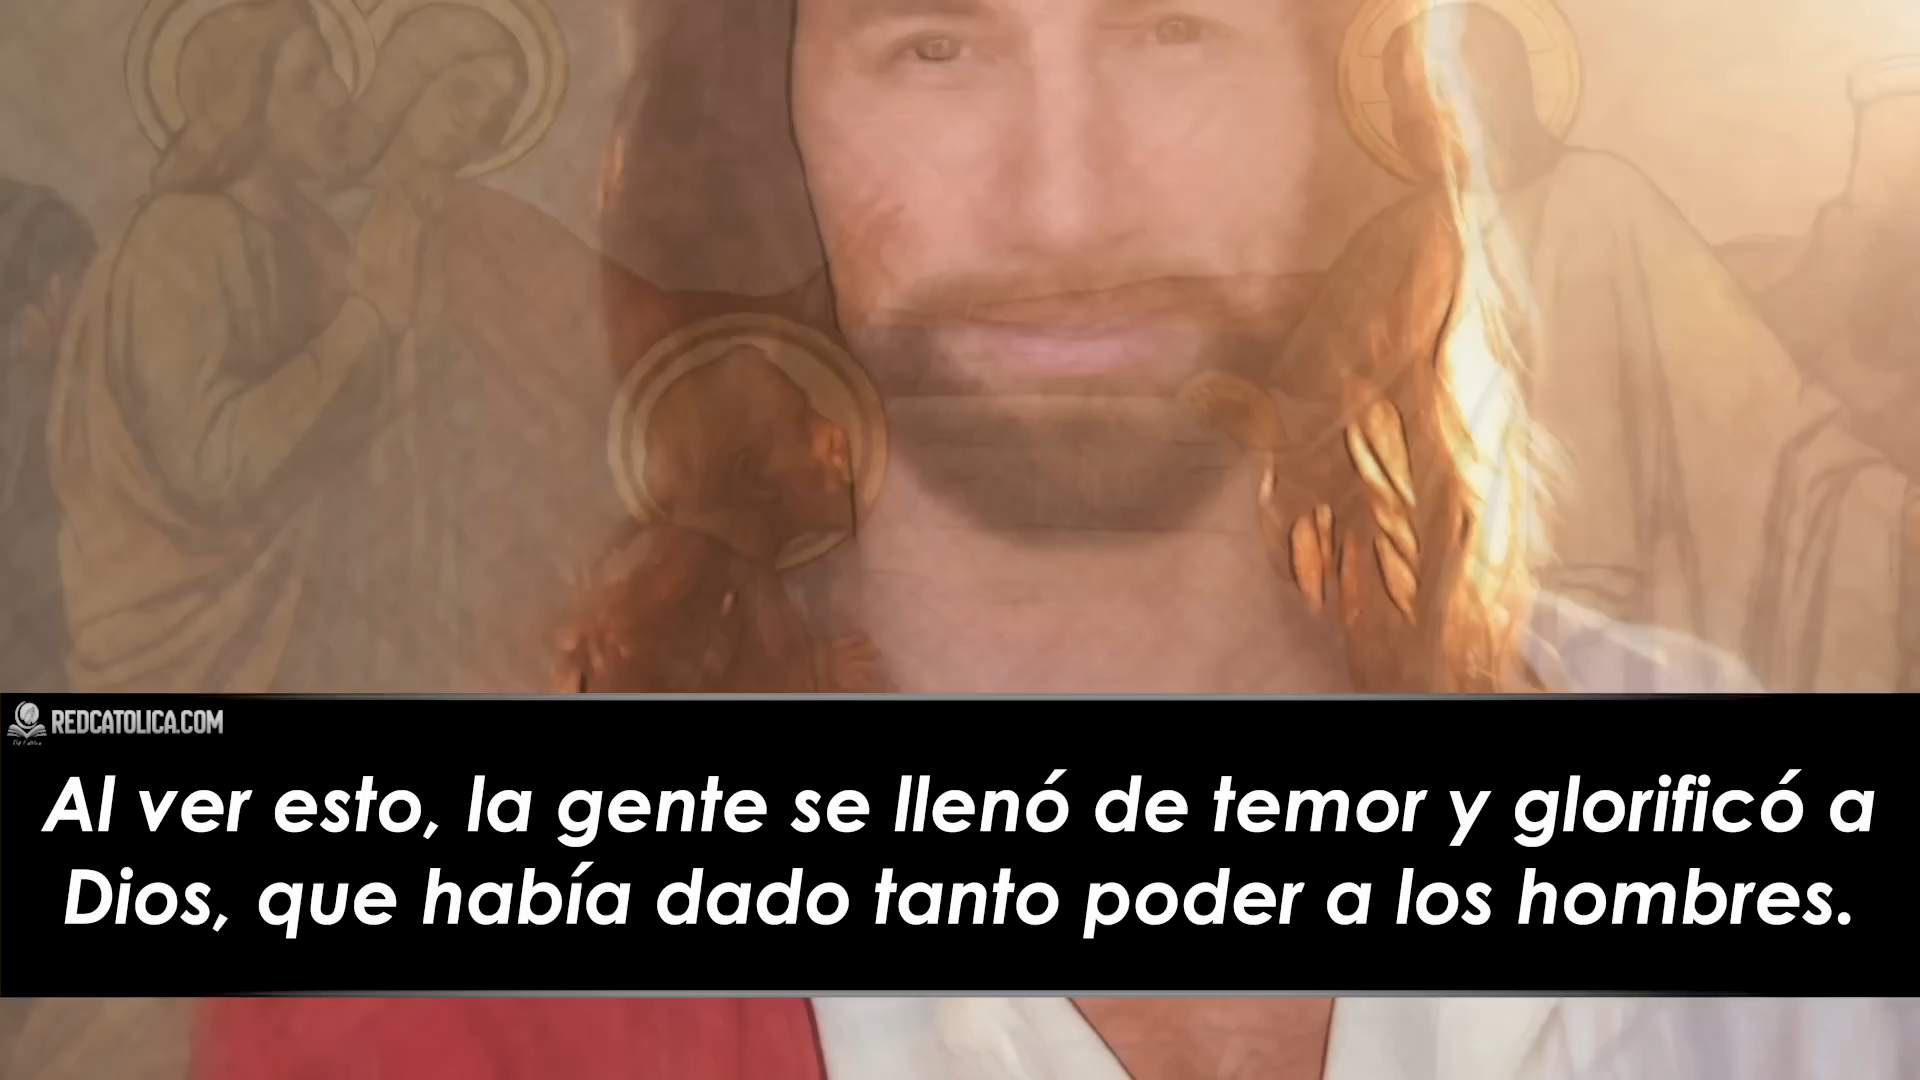 REDCATOLICA.COM
Al ver esto, la gente se llenó de temor y glorificó a
Dios, que había dado tanto poder a los hombres.